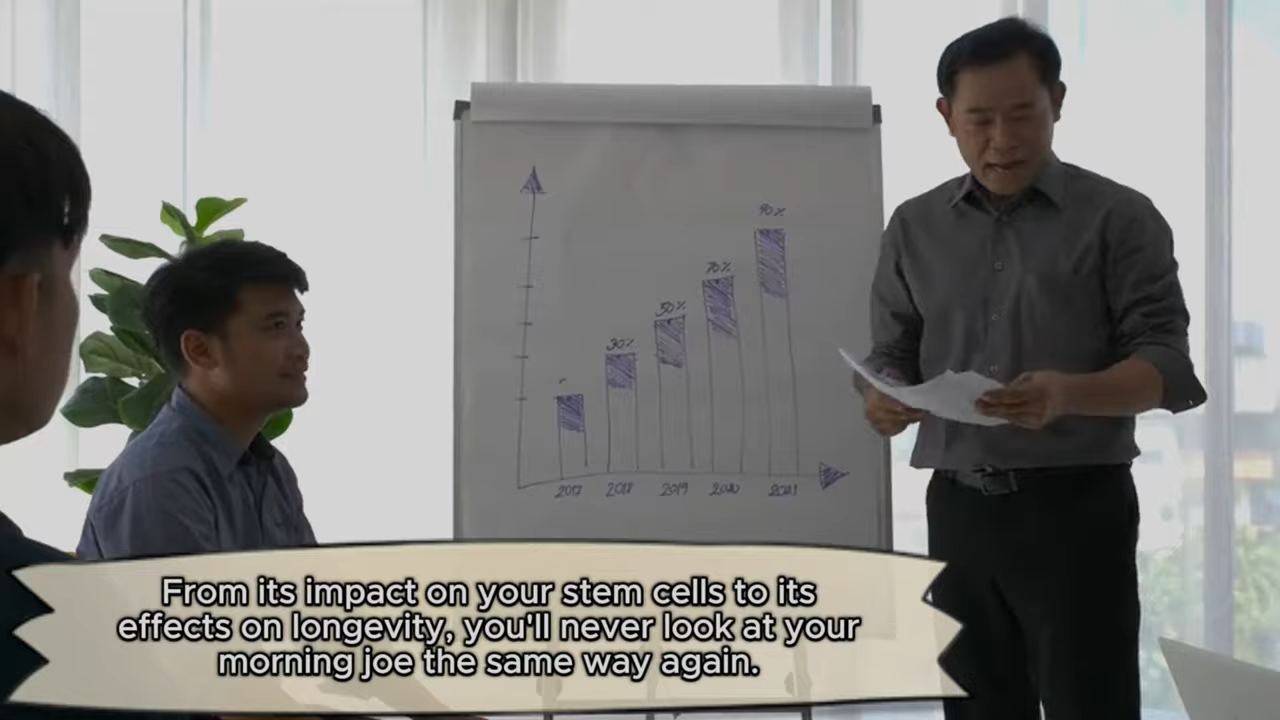 90%
70%
50%
30%
2017 2018 2019 2020 2021
From its impact on your stem cells to its
effects on longevity, you'll never look at your
morning joe the same way again.